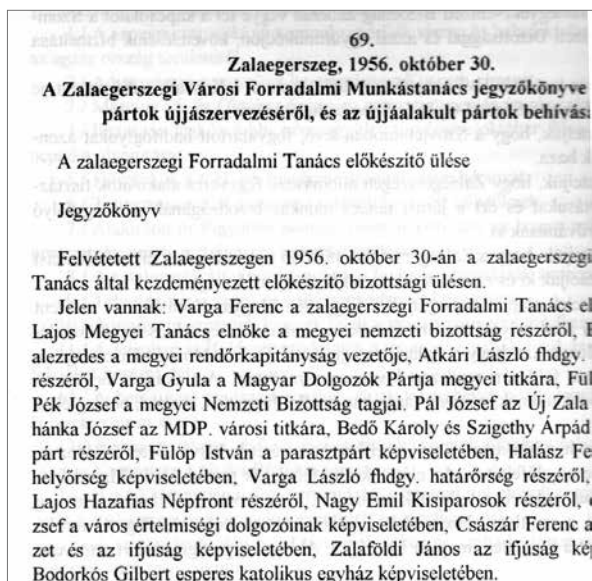 69.
Zalaegerszeg, 1956. október 30.
A Zalaegerszegi Városi Forradalmi Munkástanács jegyzőkönyve
pártok újjászervezéséről, és az újjáalakult pártok behívás
A zalaegerszegi Forradalmi Tanács előkészítő ülése
Jegyzőkönyv
Felvétetett Zalaegerszegen 1956. október 30-án a zalaegerszegi
Tanács által kezdeményezett előkészítő bizottsági ülésen.
Jelen vannak: Varga Ferenc a zalaegerszegi Forradalmi Tanács el
Lajos Megyei Tanács elnöke a megyei nemzeti bizottság részéről,
alezredes a megyei rendőrkapitányság vezetője, Atkári László fhdgy.
részéről, Varga Gyula a Magyar Dolgozók Pártja megyei titkára, Fül
Pék József a megyei Nemzeti Bizottság tagjai. Pál József az Új Zala
hánka József az MDP. városi titkára, Bedő Károly és Szigethy Árpád
párt részéről, Fülöp István a parasztpárt képviseletében, Halász Fe
helyőrség képviseletében, Varga László fhdgy. határőrség részéről,
Lajos Hazafias Népfront részéről, Nagy Emil Kisiparosok részéről,
zsef a város értelmiségi dolgozóinak képviseletében, Császár Ferenc a
zet és az ifjúság képviseletében, Zalaföldi János az ifjúság kép
Bodorkós Gilbert esperes katolikus egyház képviseletében.